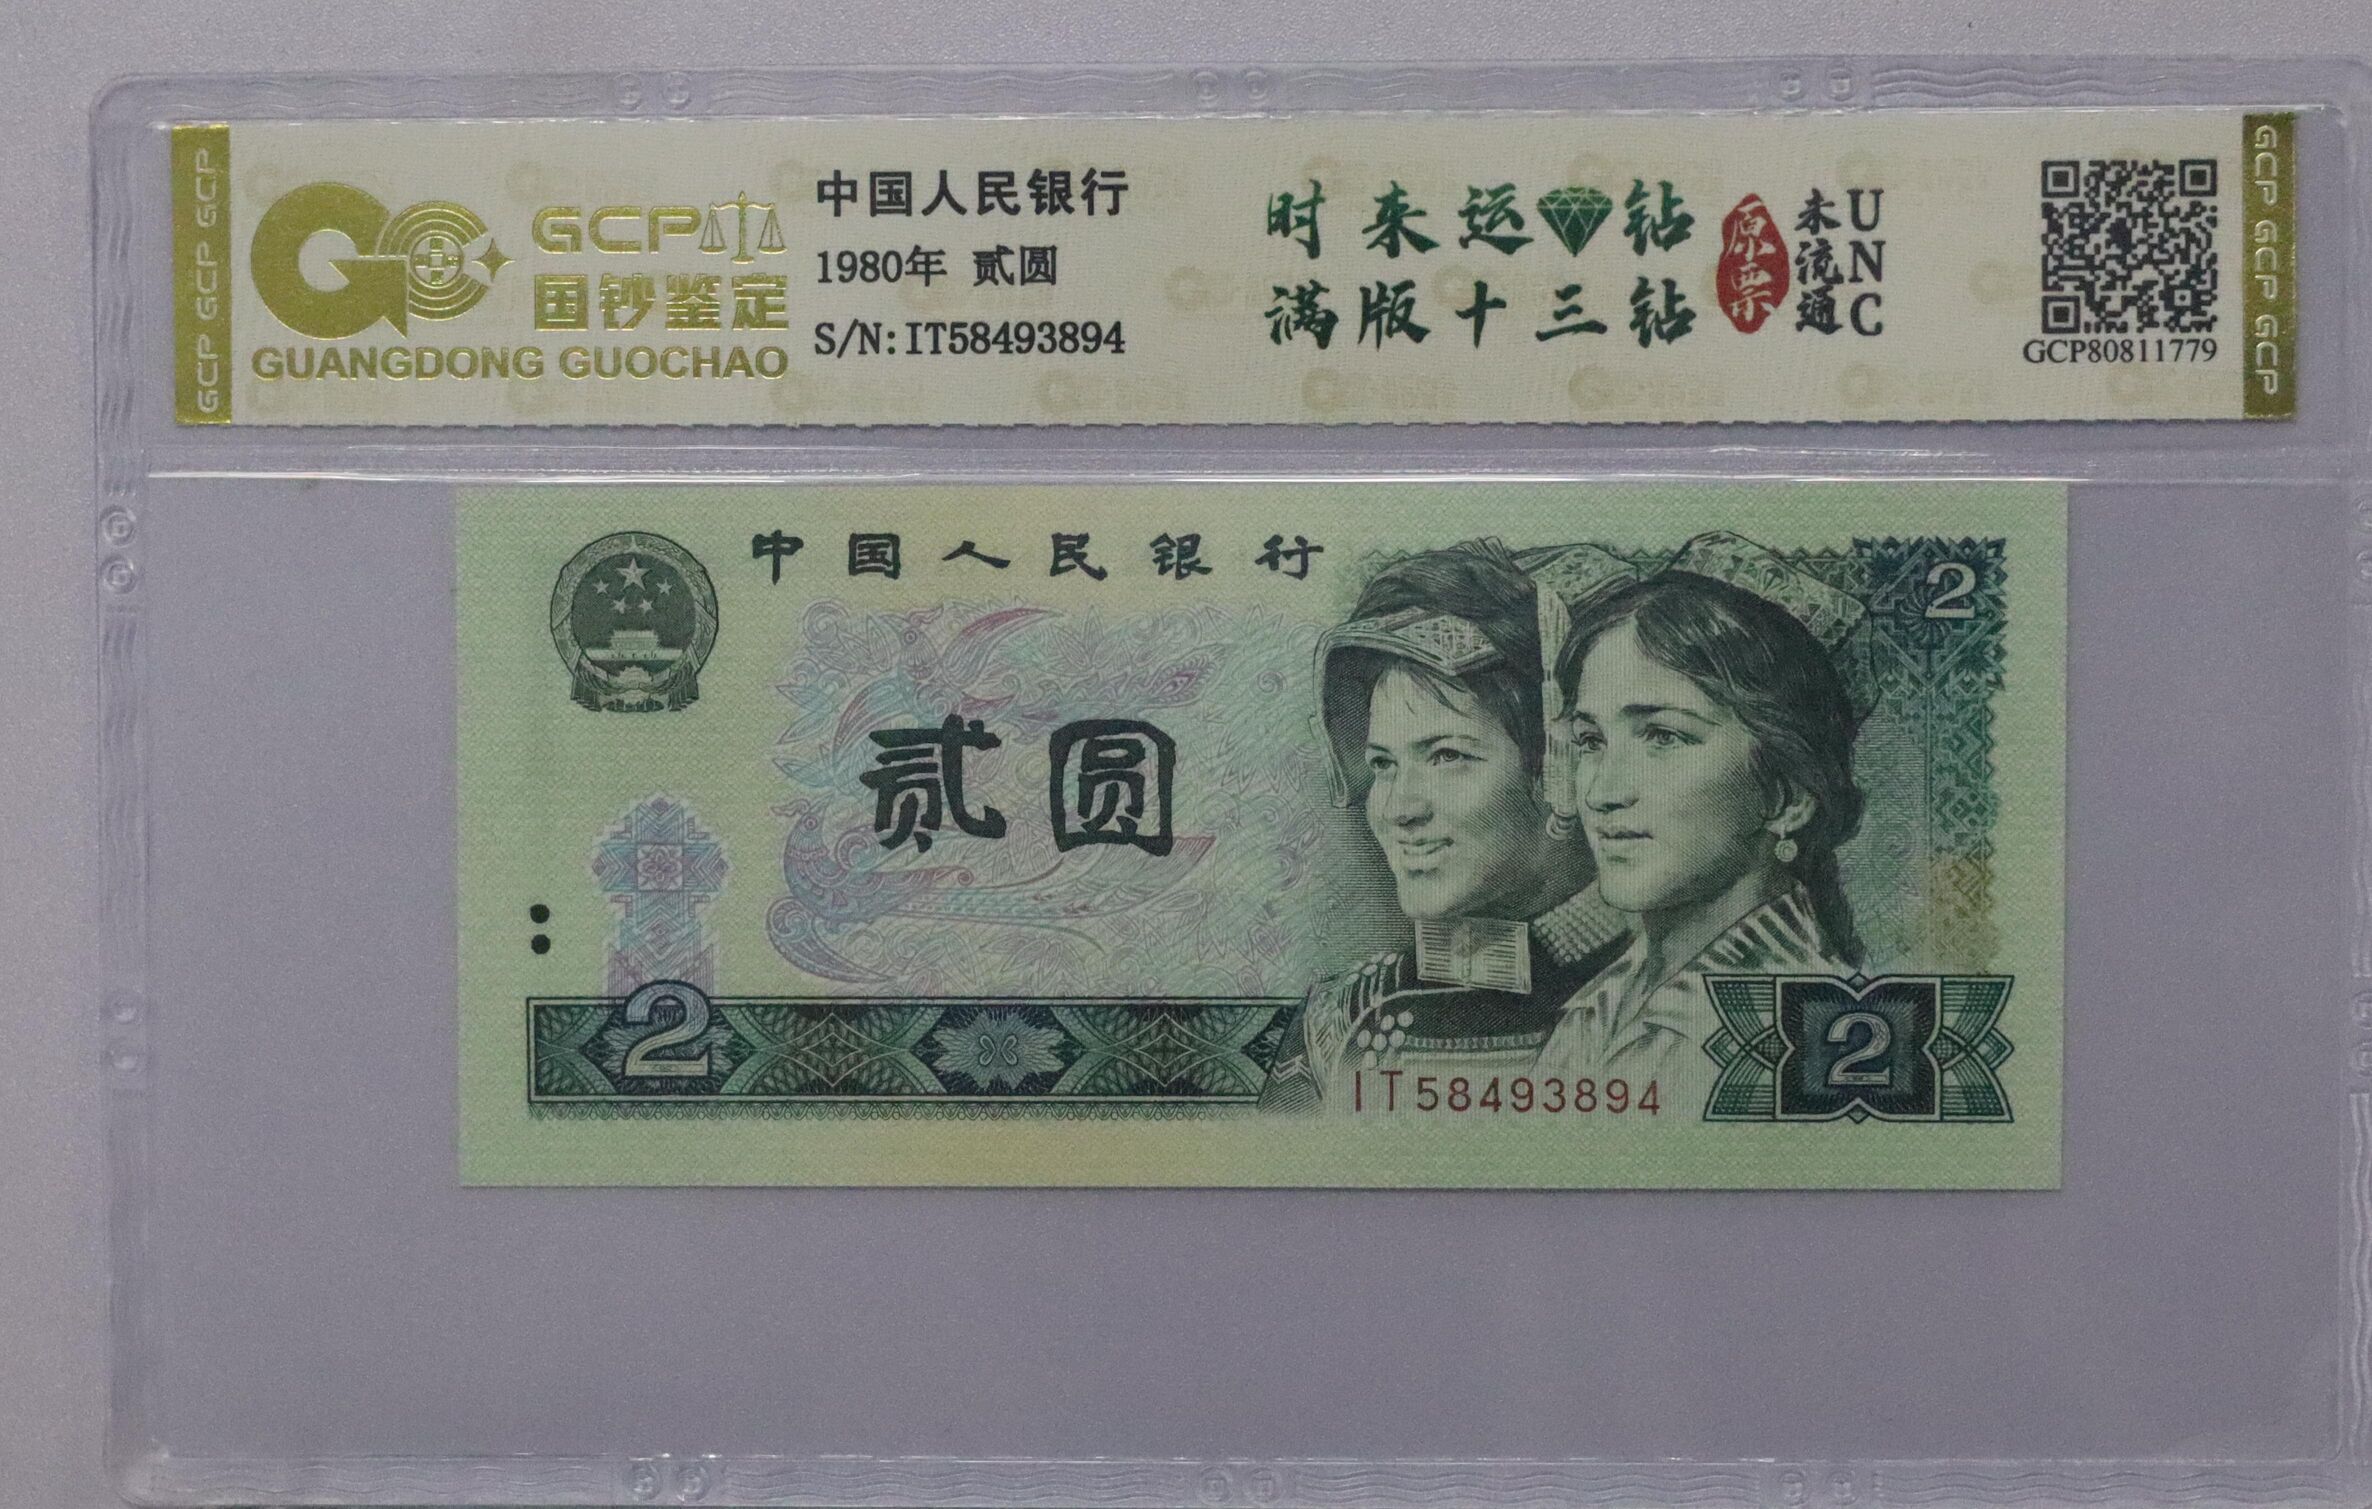 GCP GCP GCP
GCP
国钞鉴定
GUANGDONG GUOCHAO
中国人民银行
1980年 贰圆
S/N:IT58493894
时来运钻
满版十三钻
原票
未流通
UNC
GCP80811779
GCP GCP GCP
中国人民银行
2
贰圆
2
IT58493894
2